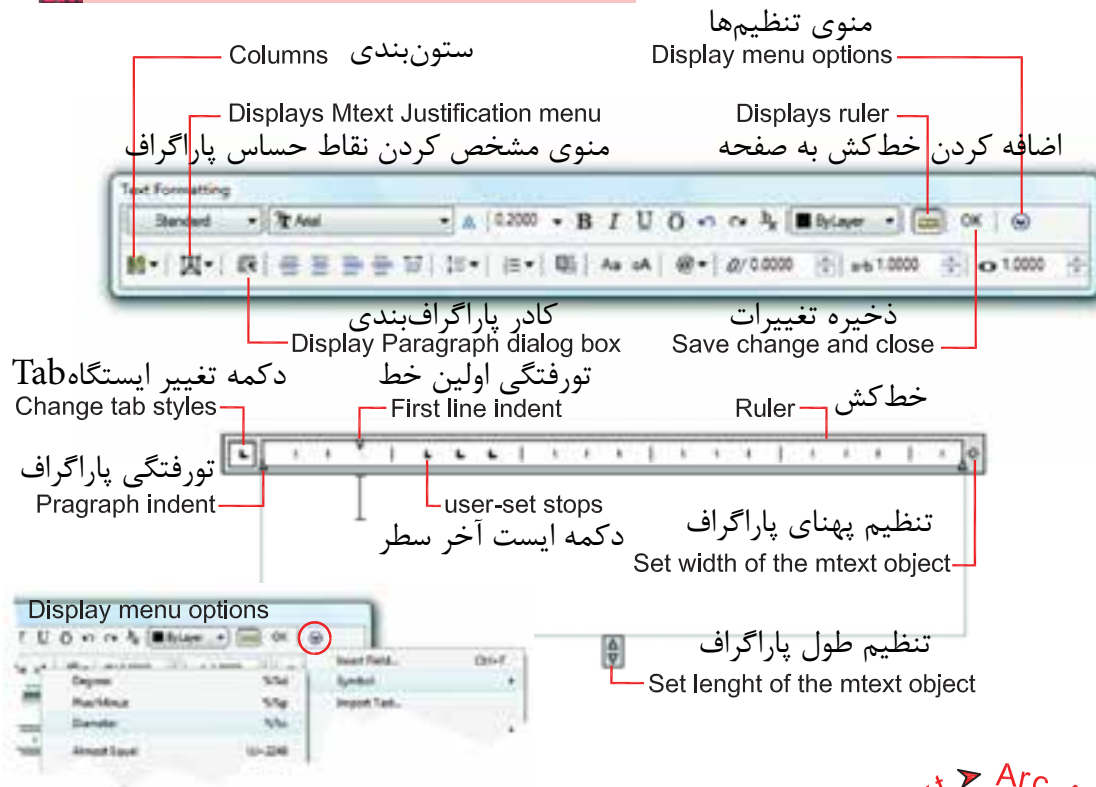 منوی تنظیم‌ها
Columns ستون‌بندی
Display menu options
Displays Mtext Justification menu
Displays ruler
منوی مشخص کردن نقاط حساس پاراگراف
اضافه کردن خط‌کش به صفحه
Text Formatting
Standard Arial 0.2000 B I U O ByLayer OK
Aa aA @ 0/ 0.0000 a-b 1.0000 1.0000
کادر پاراگراف‌بندی
Display Paragraph dialog box
ذخیره تغییرات
Save change and close
دکمه تغییر ایستگاه Tab
Change tab styles
تورفتگی اولین خط
First line indent
Ruler خط‌کش
تورفتگی پاراگراف
Pragraph indent
user-set stops
دکمه ایست آخر سطر
تنظیم پهنای پاراگراف
Set width of the mtext object
تنظیم طول پاراگراف
Set lenght of the mtext object
Display menu options
U O ByLayer OK
Insert Field... Ctrl+F
Symbol
Import Text...
Degrees %%d
Plus/Minus %%p
Diameter %%c
Almost Equal U+2248
Arc